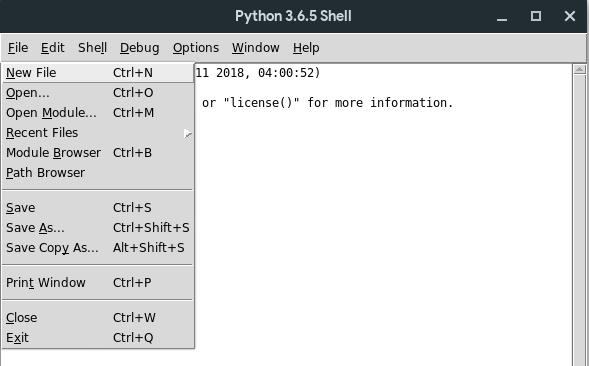 Python 3.6.5 Shell
File Edit Shell Debug Options Window Help
New File Ctrl+N
11 2018, 04:00:52)
Open... Ctrl+O
Open Module... Ctrl+M
or "license()" for more information.
Recent Files
Module Browser Ctrl+B
Path Browser
Save Ctrl+S
Save As... Ctrl+Shift+S
Save Copy As... Alt+Shift+S
Print Window Ctrl+P
Close Ctrl+W
Exit Ctrl+Q